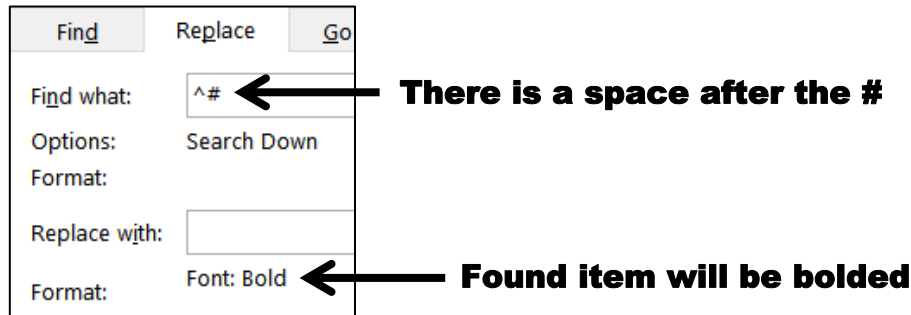 Find Replace Go
Find what: ^# There is a space after the #
Options: Search Down
Format:
Replace with:
Format: Font: Bold Found item will be bolded